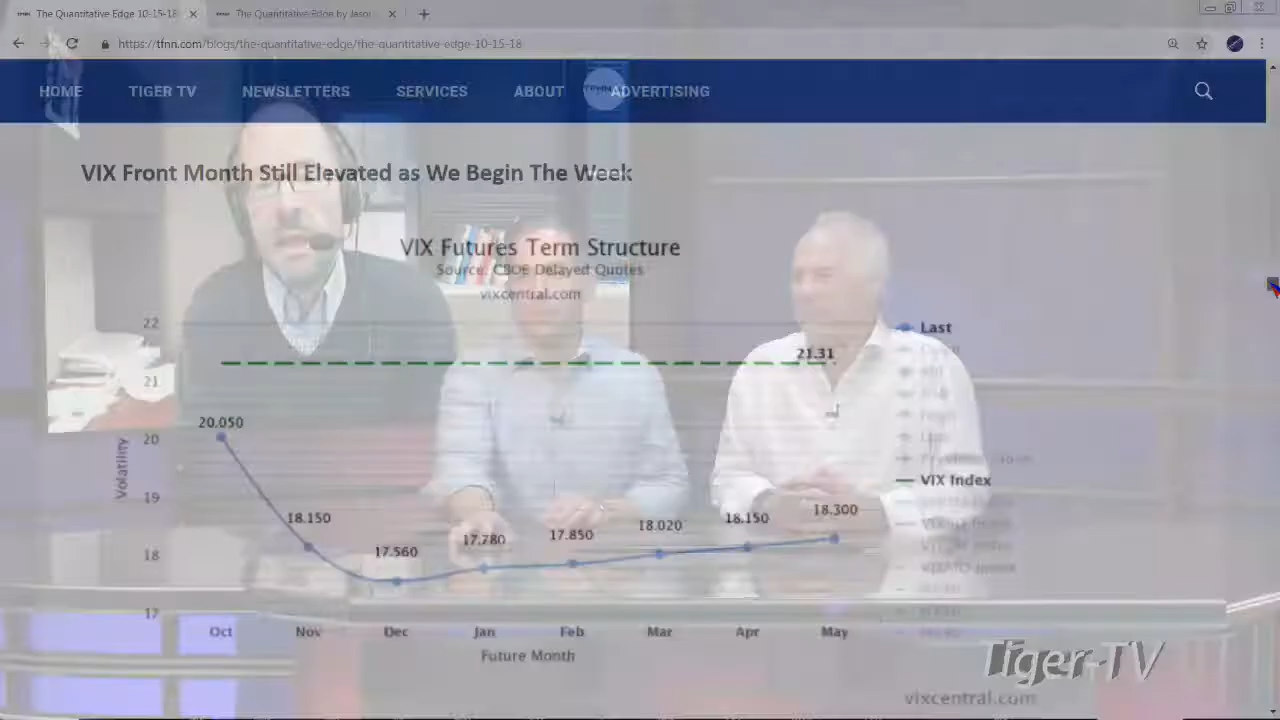 The Quantitative Edge 10-15-18
The Quantitative Edge by Jason
https://tfnn.com/blogs/the-quantitative-edge/the-quantitative-edge-10-15-18
HOME TIGER TV NEWSLETTERS SERVICES ABOUT ADVERTISING
VIX Front Month Still Elevated as We Begin The Week
VIX Futures Term Structure
Source: CBOE Delayed Quotes
vixcentral.com
22
21
20
19
18
17
Volatility
21.31
20.050
18.150
17.560
17.780
17.850
18.020
18.150
18.300
Last
VIX Index
Oct Nov Dec Jan Feb Mar Apr May
Future Month
Tiger-TV
vixcentral.com